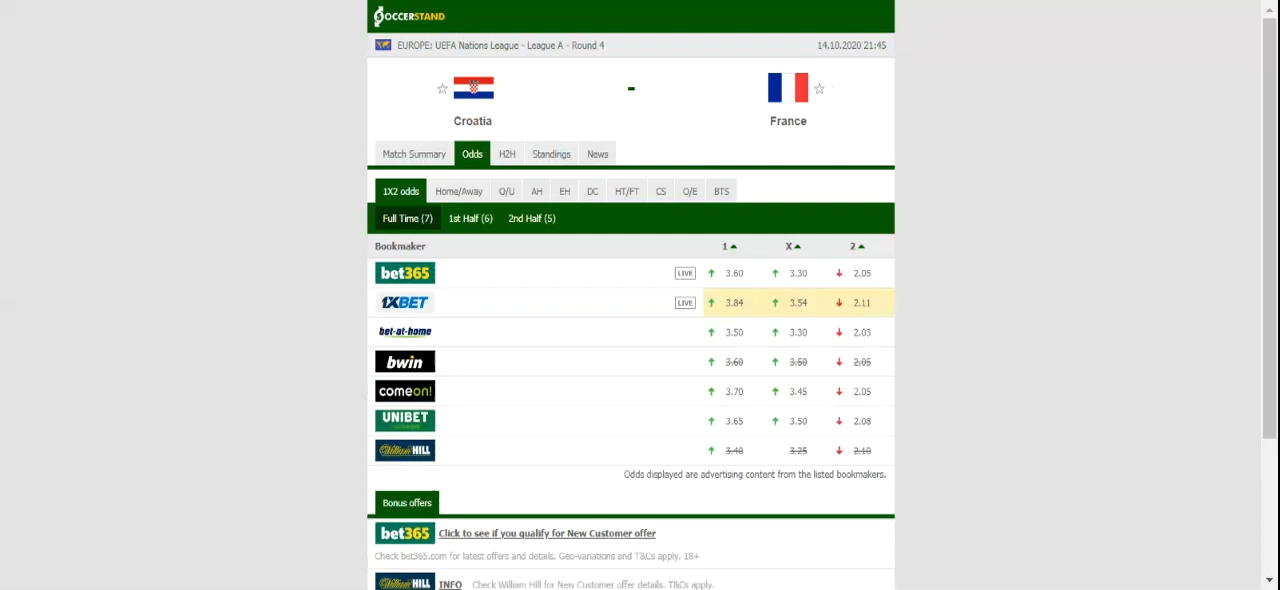 SOCCERSTAND
EUROPE: UEFA Nations League - League A - Round 4 14.10.2020 21:45
-
Croatia France
Match Summary Odds H2H Standings News
1X2 odds Home/Away O/U AH EH DC HT/FT CS O/E BTS
Full Time (7) 1st Half (6) 2nd Half (5)
Bookmaker 1 X 2
bet365 LIVE 3.60 3.30 2.05
1XBET LIVE 3.84 3.54 2.11
bet-at-home 3.50 3.30 2.03
bwin 3.60 3.50 2.05
comeon! 3.70 3.45 2.05
UNIBET 3.65 3.50 2.08
William HILL 3.40 3.25 2.10
Odds displayed are advertising content from the listed bookmakers.
Bonus offers
bet365 Click to see if you qualify for New Customer offer
Check bet365.com for latest offers and details. Geo-variations and T&Cs apply. 18+
William HILL INFO Check William Hill for New Customer offer details. T&Cs apply.